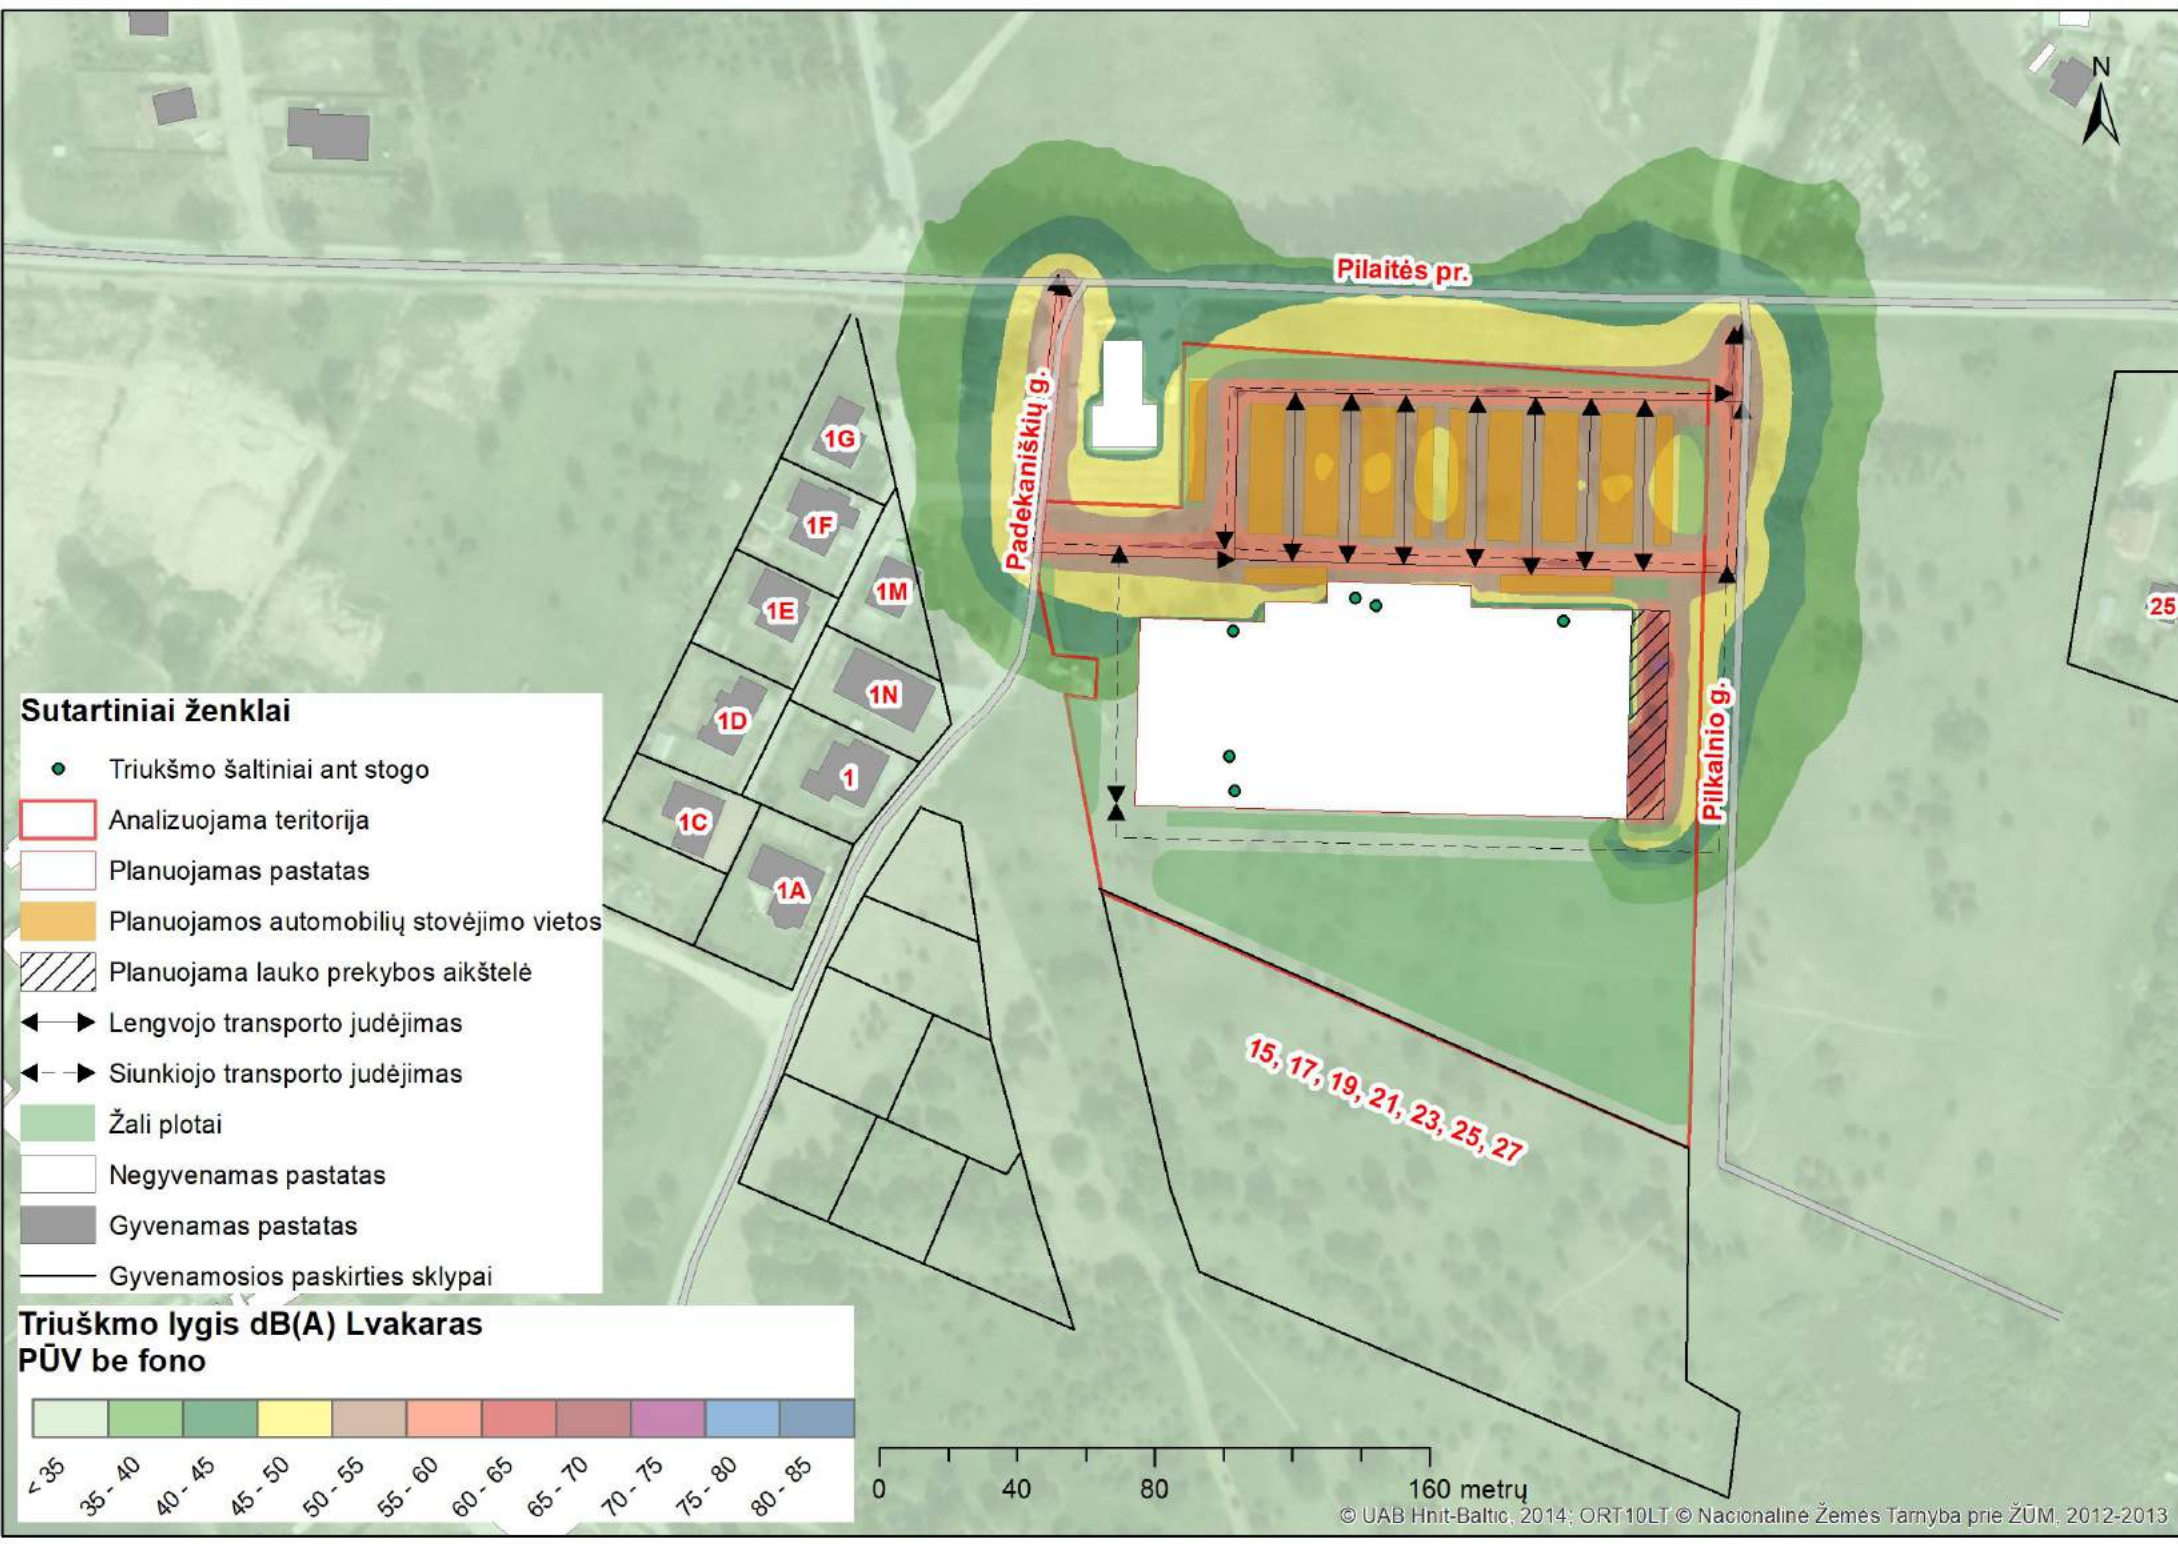 N
Pilaitės pr.
Padekaniškių g.
Pilkalnio g.
1G
1F
1M
1E
1N
1D
1
1C
1A
25
15, 17, 19, 21, 23, 25, 27
Sutartiniai ženklai
Triukšmo šaltiniai ant stogo
Analizuojama teritorija
Planuojamas pastatas
Planuojamos automobilių stovėjimo vietos
Planuojama lauko prekybos aikštelė
Lengvojo transporto judėjimas
Siunkiojo transporto judėjimas
Žali plotai
Negyvenamas pastatas
Gyvenamas pastatas
Gyvenamosios paskirties sklypai
Triuškmo lygis dB(A) Lvakaras
PŪV be fono
< 35
35 - 40
40 - 45
45 - 50
50 - 55
55 - 60
60 - 65
65 - 70
70 - 75
75 - 80
80 - 85
0 40 80 160 metrų
© UAB Hnit-Baltic, 2014; ORT10LT © Nacionalinė Žemės Tarnyba prie ŽŪM, 2012-2013